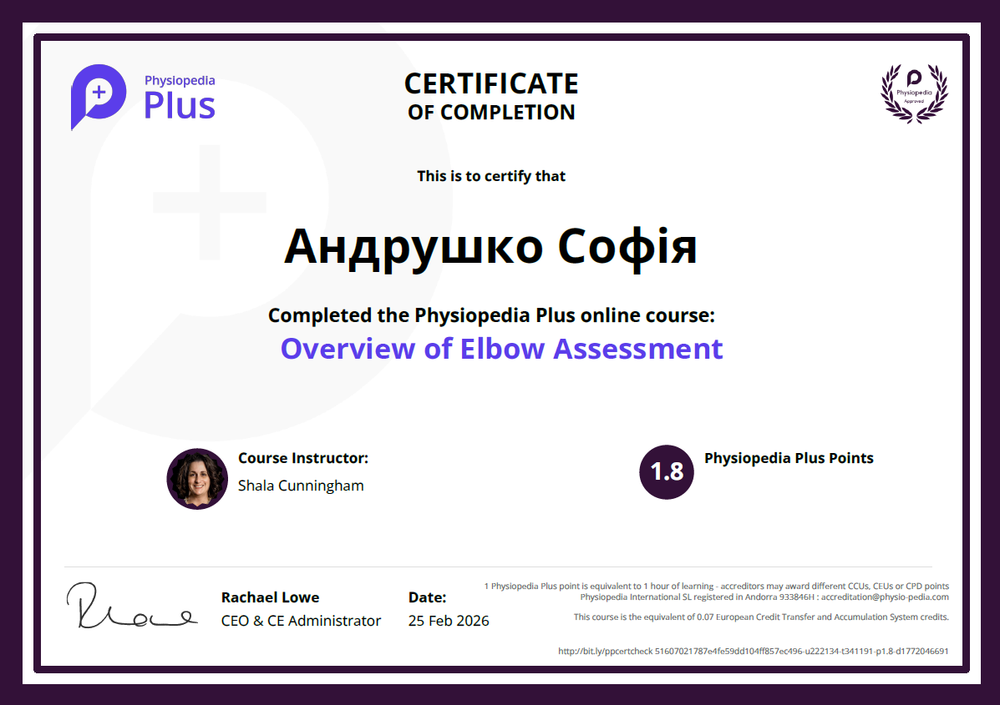 Physiopedia
Plus
CERTIFICATE
OF COMPLETION
Physiopedia
Approved
This is to certify that
Андрушко Софія
Completed the Physiopedia Plus online course:
Overview of Elbow Assessment
Course Instructor:
Shala Cunningham
1.8
Physiopedia Plus Points
Rachael Lowe
CEO & CE Administrator
Date:
25 Feb 2026
1 Physiopedia Plus point is equivalent to 1 hour of learning - accreditors may award different CCUs, CEUs or CPD points
Physiopedia International SL registered in Andorra 933846H : accreditation@physio-pedia.com
This course is the equivalent of 0.07 European Credit Transfer and Accumulation System credits.
http://bit.ly/ppcertcheck 51607021787e4fe59dd104ff857ec496-u222134-t341191-p1.8-d1772046691